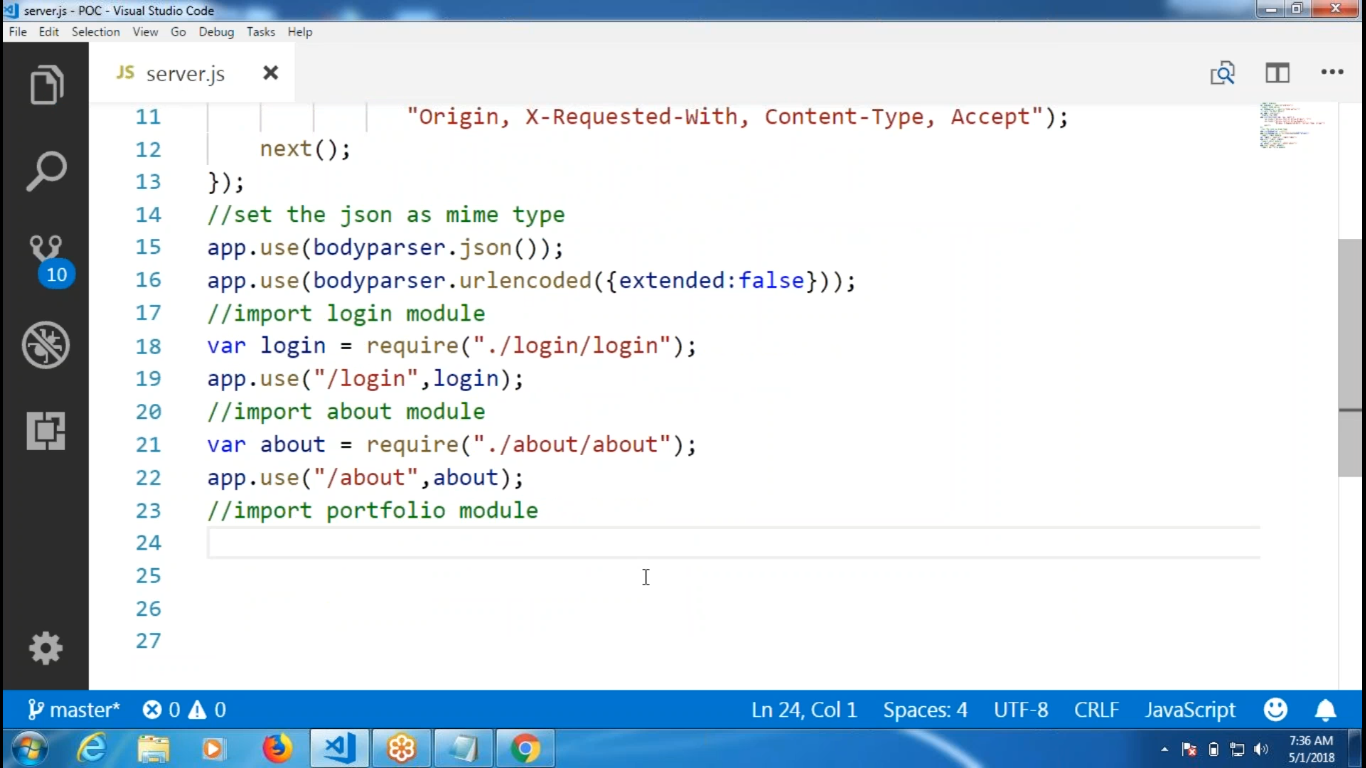 server.js - POC - Visual Studio Code
File Edit Selection View Go Debug Tasks Help
JS server.js
11 "Origin, X-Requested-With, Content-Type, Accept");
12 next();
13 });
14 //set the json as mime type
15 app.use(bodyparser.json());
16 app.use(bodyparser.urlencoded({extended:false}));
17 //import login module
18 var login = require("./login/login");
19 app.use("/login",login);
20 //import about module
21 var about = require("./about/about");
22 app.use("/about",about);
23 //import portfolio module
24
25
26
27
10
master* 0 0 Ln 24, Col 1 Spaces: 4 UTF-8 CRLF JavaScript
7:36 AM
5/1/2018